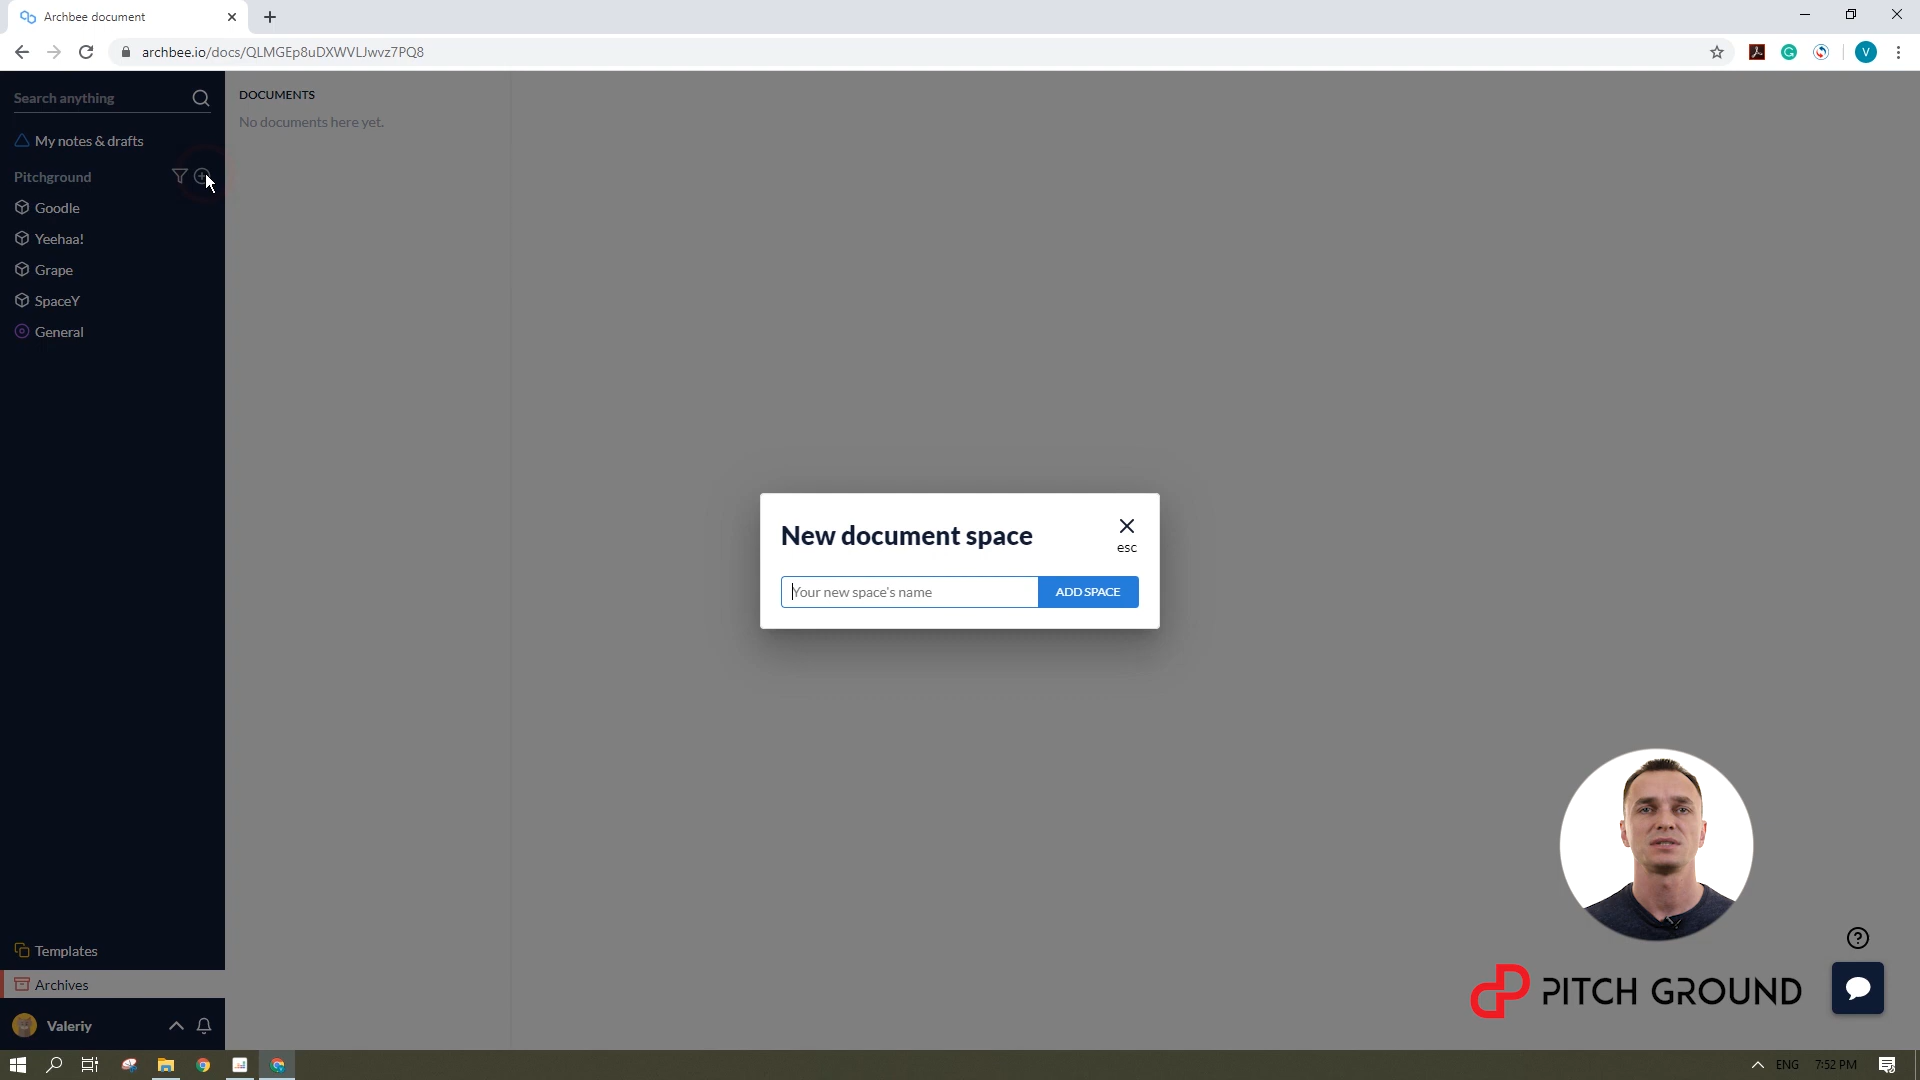 Archbee document
archbee.io/docs/QLMGEp8uDXWVLJwvz7PQ8
V
Search anything
My notes & drafts
Pitchground
Goodle
Yeehaa!
Grape
SpaceY
General
Templates
Archives
Valeriy
DOCUMENTS
No documents here yet.
New document space
esc
Your new space's name
ADD SPACE
PITCH GROUND
ENG
7:52 PM